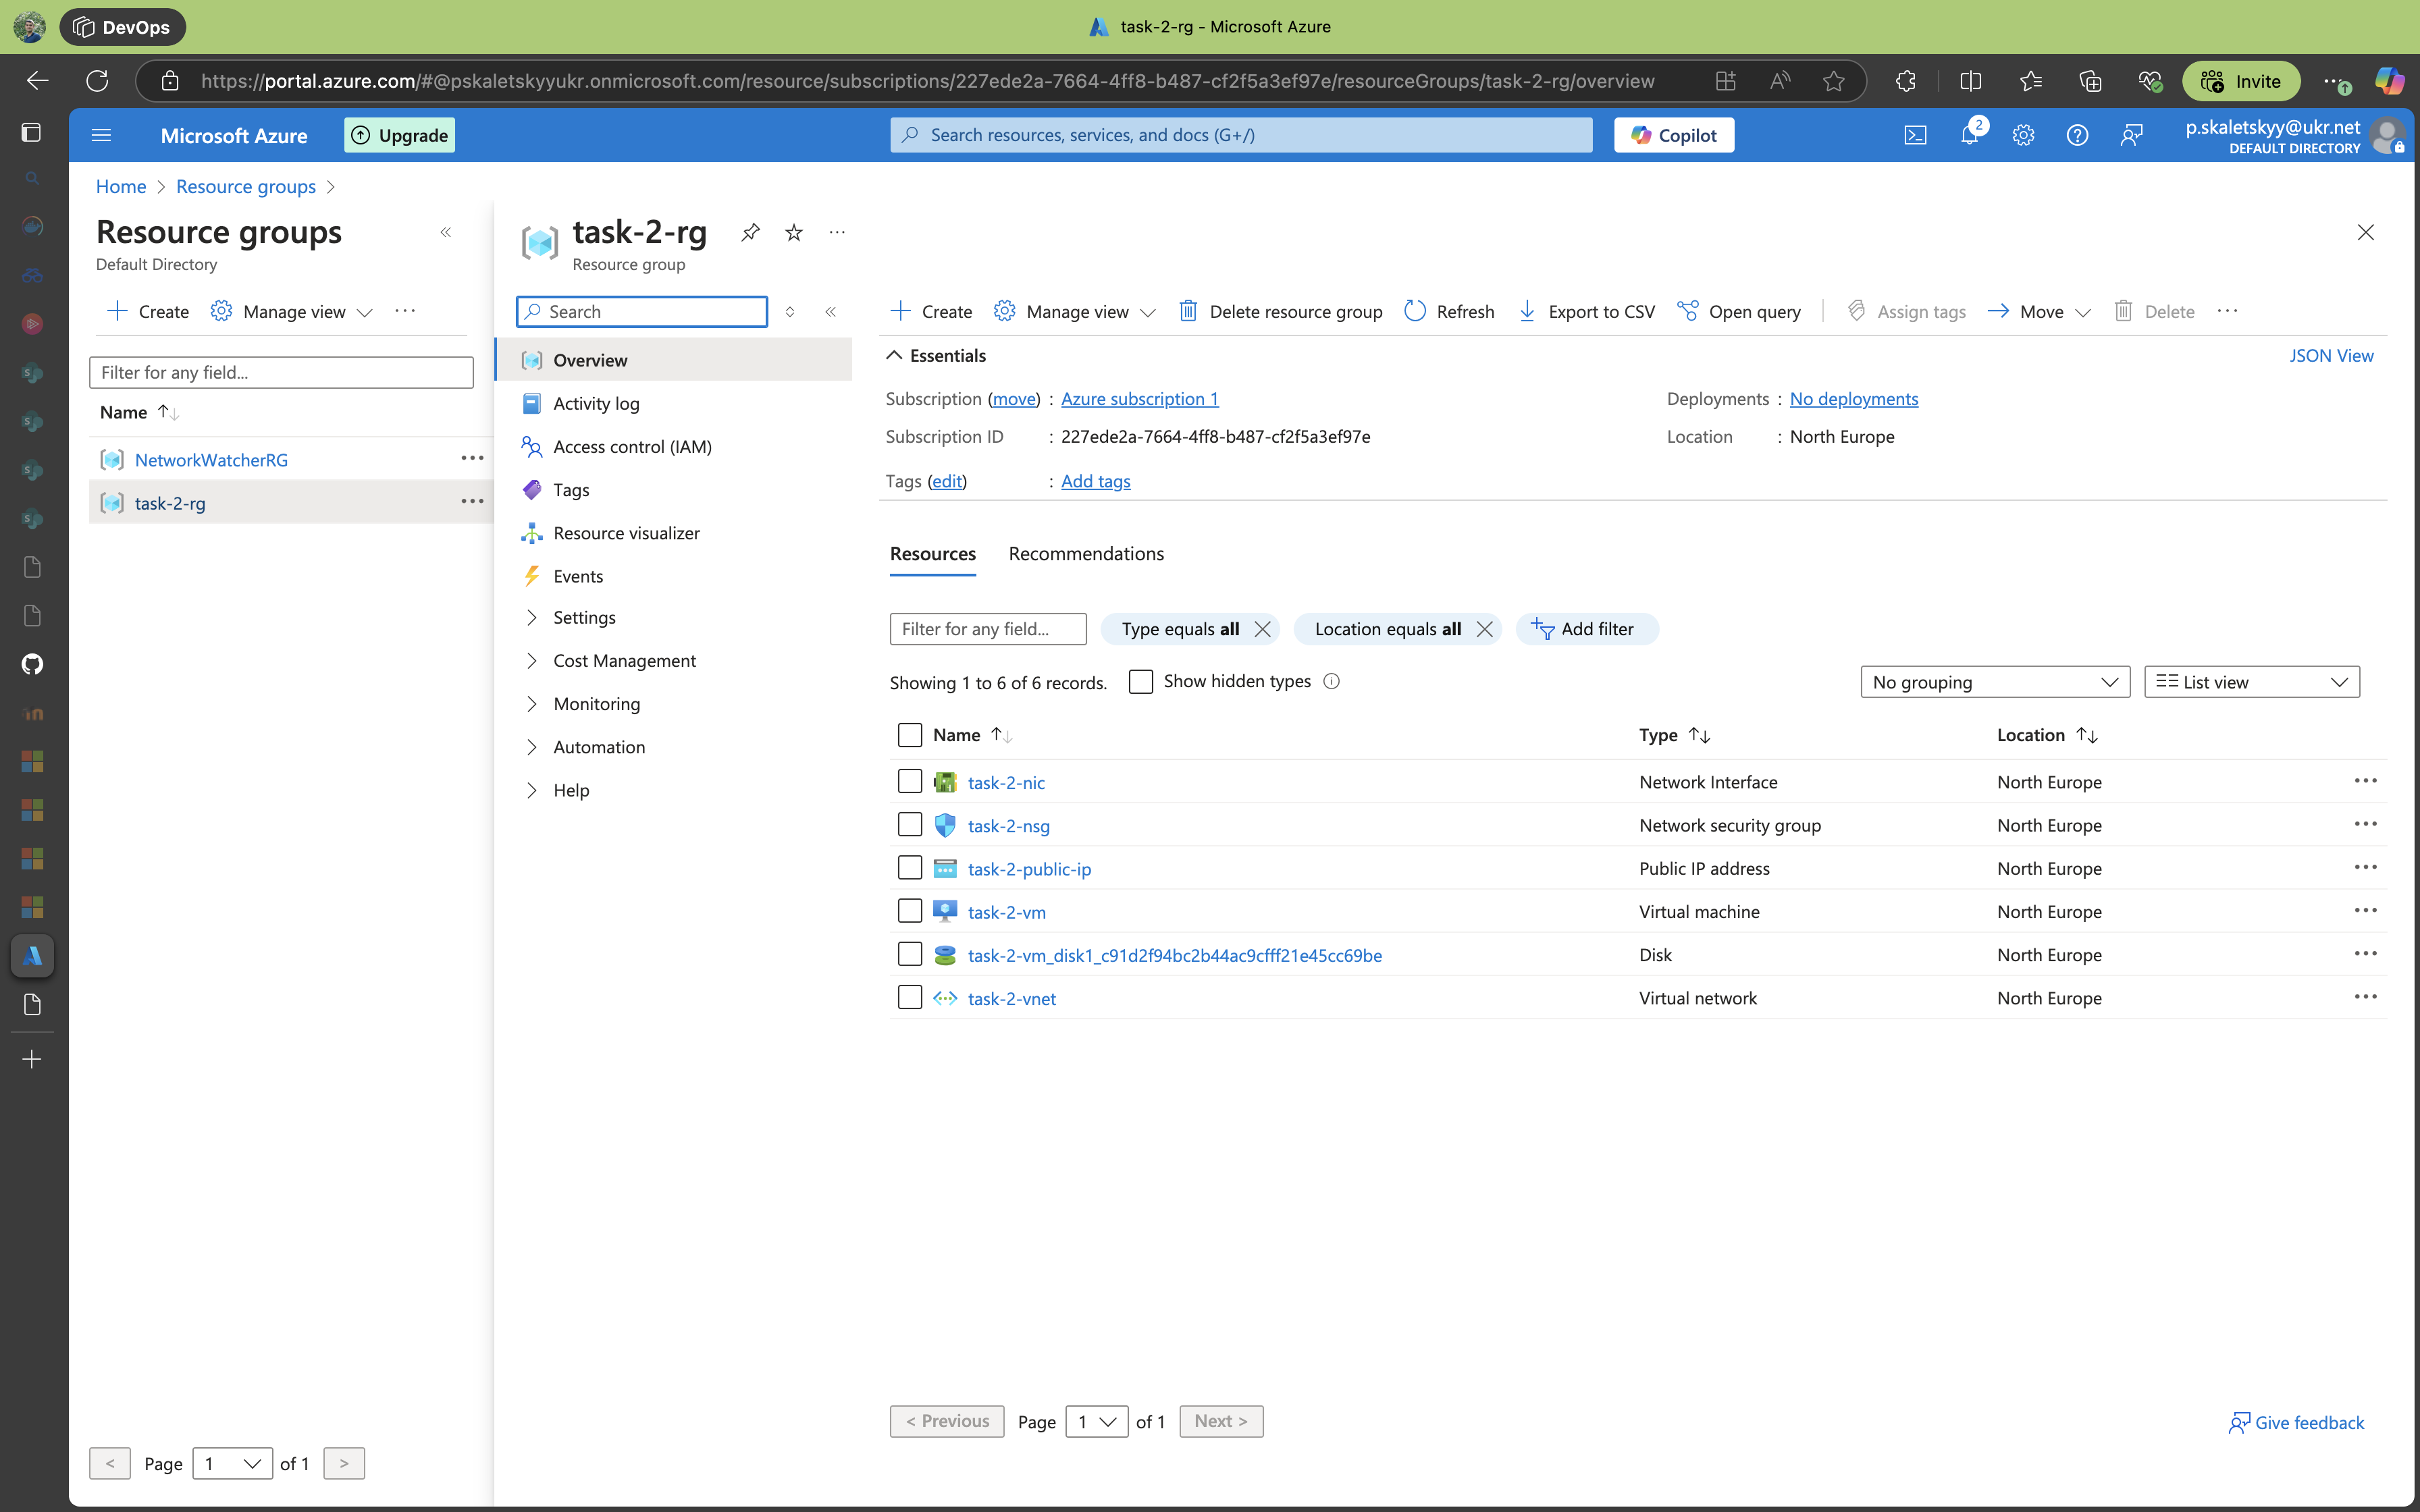 DevOps
task-2-rg - Microsoft Azure
https://portal.azure.com/#@pskaletskyyukr.onmicrosoft.com/resource/subscriptions/227ede2a-7664-4ff8-b487-cf2f5a3ef97e/resourceGroups/task-2-rg/overview
Invite
Microsoft Azure
Upgrade
Search resources, services, and docs (G+/)
Copilot
2
p.skaletskyy@ukr.net
DEFAULT DIRECTORY
Home > Resource groups >
Resource groups
Default Directory
Create
Manage view
Filter for any field...
Name
NetworkWatcherRG
task-2-rg
< Page 1 of 1 >
task-2-rg
Resource group
Search
Overview
Activity log
Access control (IAM)
Tags
Resource visualizer
Events
Settings
Cost Management
Monitoring
Automation
Help
Create
Manage view
Delete resource group
Refresh
Export to CSV
Open query
Assign tags
Move
Delete
Essentials
JSON View
Subscription (move) : Azure subscription 1
Deployments : No deployments
Subscription ID : 227ede2a-7664-4ff8-b487-cf2f5a3ef97e
Location : North Europe
Tags (edit) : Add tags
Resources
Recommendations
Filter for any field...
Type equals all
Location equals all
Add filter
Showing 1 to 6 of 6 records.
Show hidden types
No grouping
List view
Name Type Location
task-2-nic Network Interface North Europe
task-2-nsg Network security group North Europe
task-2-public-ip Public IP address North Europe
task-2-vm Virtual machine North Europe
task-2-vm_disk1_c91d2f94bc2b44ac9cfff21e45cc69be Disk North Europe
task-2-vnet Virtual network North Europe
< Previous Page 1 of 1 Next >
Give feedback